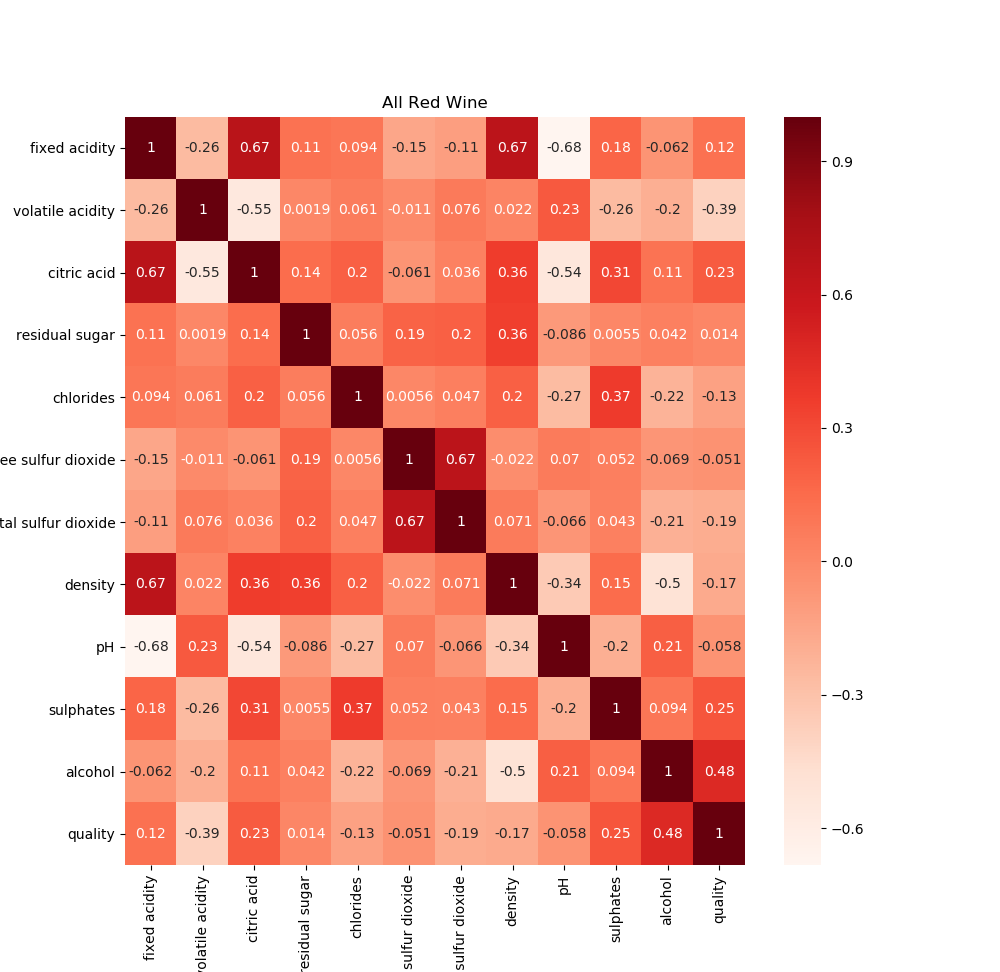 All Red Wine
fixed acidity 1 -0.26 0.67 0.11 0.094 -0.15 -0.11 0.67 -0.68 0.18 -0.062 0.12
volatile acidity -0.26 1 -0.55 0.0019 0.061 -0.011 0.076 0.022 0.23 -0.26 -0.2 -0.39
citric acid 0.67 -0.55 1 0.14 0.2 -0.061 0.036 0.36 -0.54 0.31 0.11 0.23
residual sugar 0.11 0.0019 0.14 1 0.056 0.19 0.2 0.36 -0.086 0.0055 0.042 0.014
chlorides 0.094 0.061 0.2 0.056 1 0.0056 0.047 0.2 -0.27 0.37 -0.22 -0.13
ee sulfur dioxide -0.15 -0.011 -0.061 0.19 0.0056 1 0.67 -0.022 0.07 0.052 -0.069 -0.051
tal sulfur dioxide -0.11 0.076 0.036 0.2 0.047 0.67 1 0.071 -0.066 0.043 -0.21 -0.19
density 0.67 0.022 0.36 0.36 0.2 -0.022 0.071 1 -0.34 0.15 -0.5 -0.17
pH -0.68 0.23 -0.54 -0.086 -0.27 0.07 -0.066 -0.34 1 -0.2 0.21 -0.058
sulphates 0.18 -0.26 0.31 0.0055 0.37 0.052 0.043 0.15 -0.2 1 0.094 0.25
alcohol -0.062 -0.2 0.11 0.042 -0.22 -0.069 -0.21 -0.5 0.21 0.094 1 0.48
quality 0.12 -0.39 0.23 0.014 -0.13 -0.051 -0.19 -0.17 -0.058 0.25 0.48 1
fixed acidity
volatile acidity
citric acid
residual sugar
chlorides
sulfur dioxide
sulfur dioxide
density
pH
sulphates
alcohol
quality
0.9
0.6
0.3
0.0
−0.3
−0.6